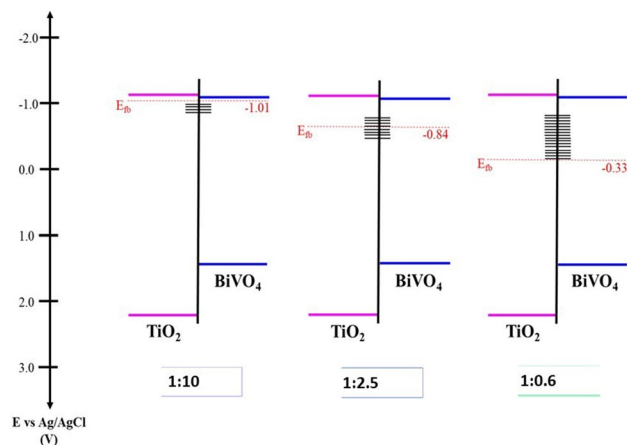 -2.0
-1.0
0.0
1.0
2.0
3.0
E vs Ag/AgCl
(V)
E_fb
-1.01
BiVO₄
TiO₂
1:10
E_fb
-0.84
BiVO₄
TiO₂
1:2.5
E_fb
-0.33
BiVO₄
TiO₂
1:0.6